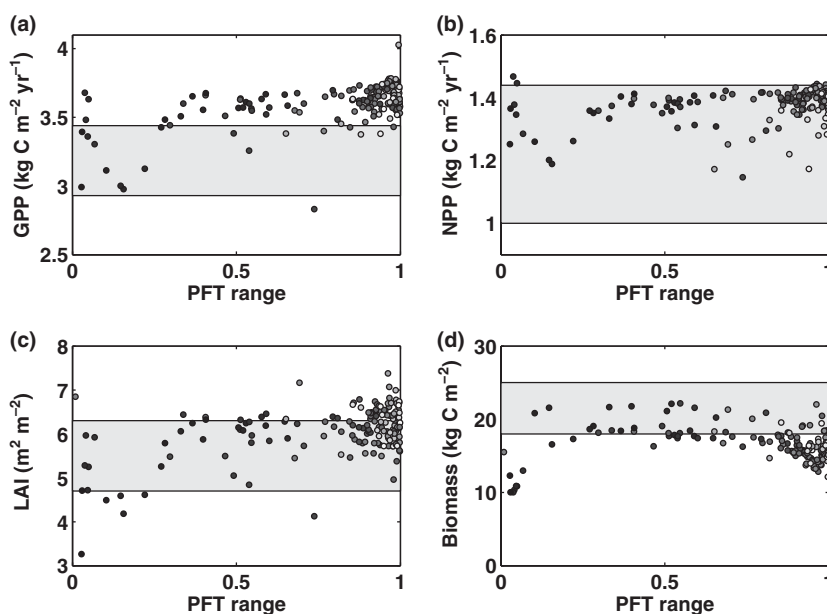 (a)
4
3.5
3
2.5
GPP (kg C m⁻² yr⁻¹)
0
0.5
1
PFT range
(b)
1.6
1.4
1.2
1
NPP (kg C m⁻² yr⁻¹)
0
0.5
1
PFT range
(c)
8
7
6
5
4
3
LAI (m² m⁻²)
0
0.5
1
PFT range
(d)
30
20
10
0
Biomass (kg C m⁻²)
0
0.5
1
PFT range